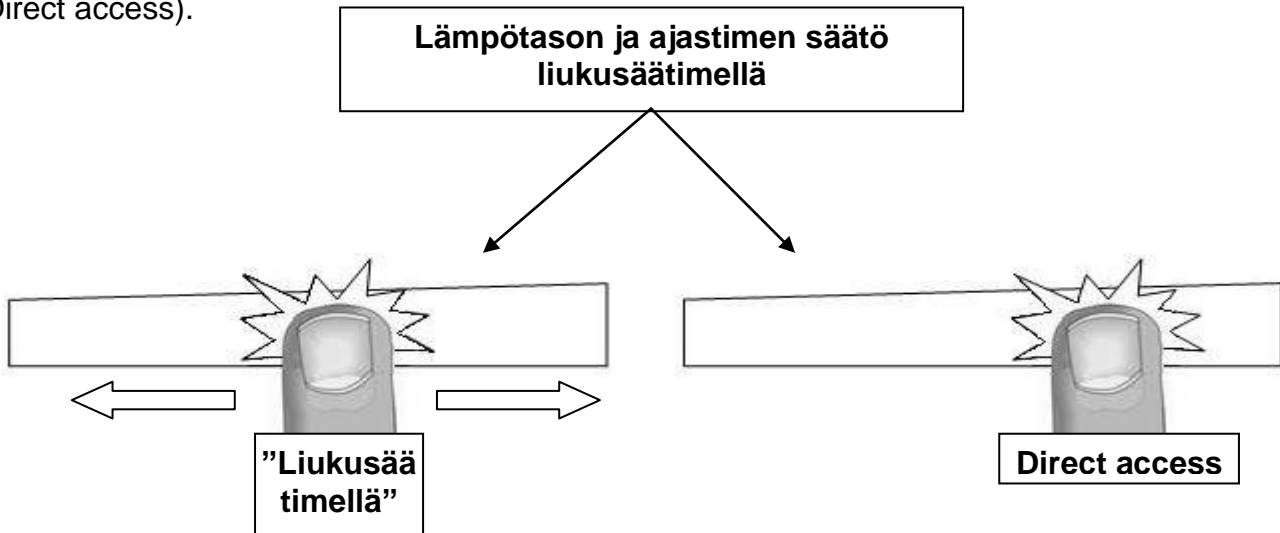 Direct access).
Lämpötason ja ajastimen säätö
liukusäätimellä
”Liukusää
timellä”
Direct access